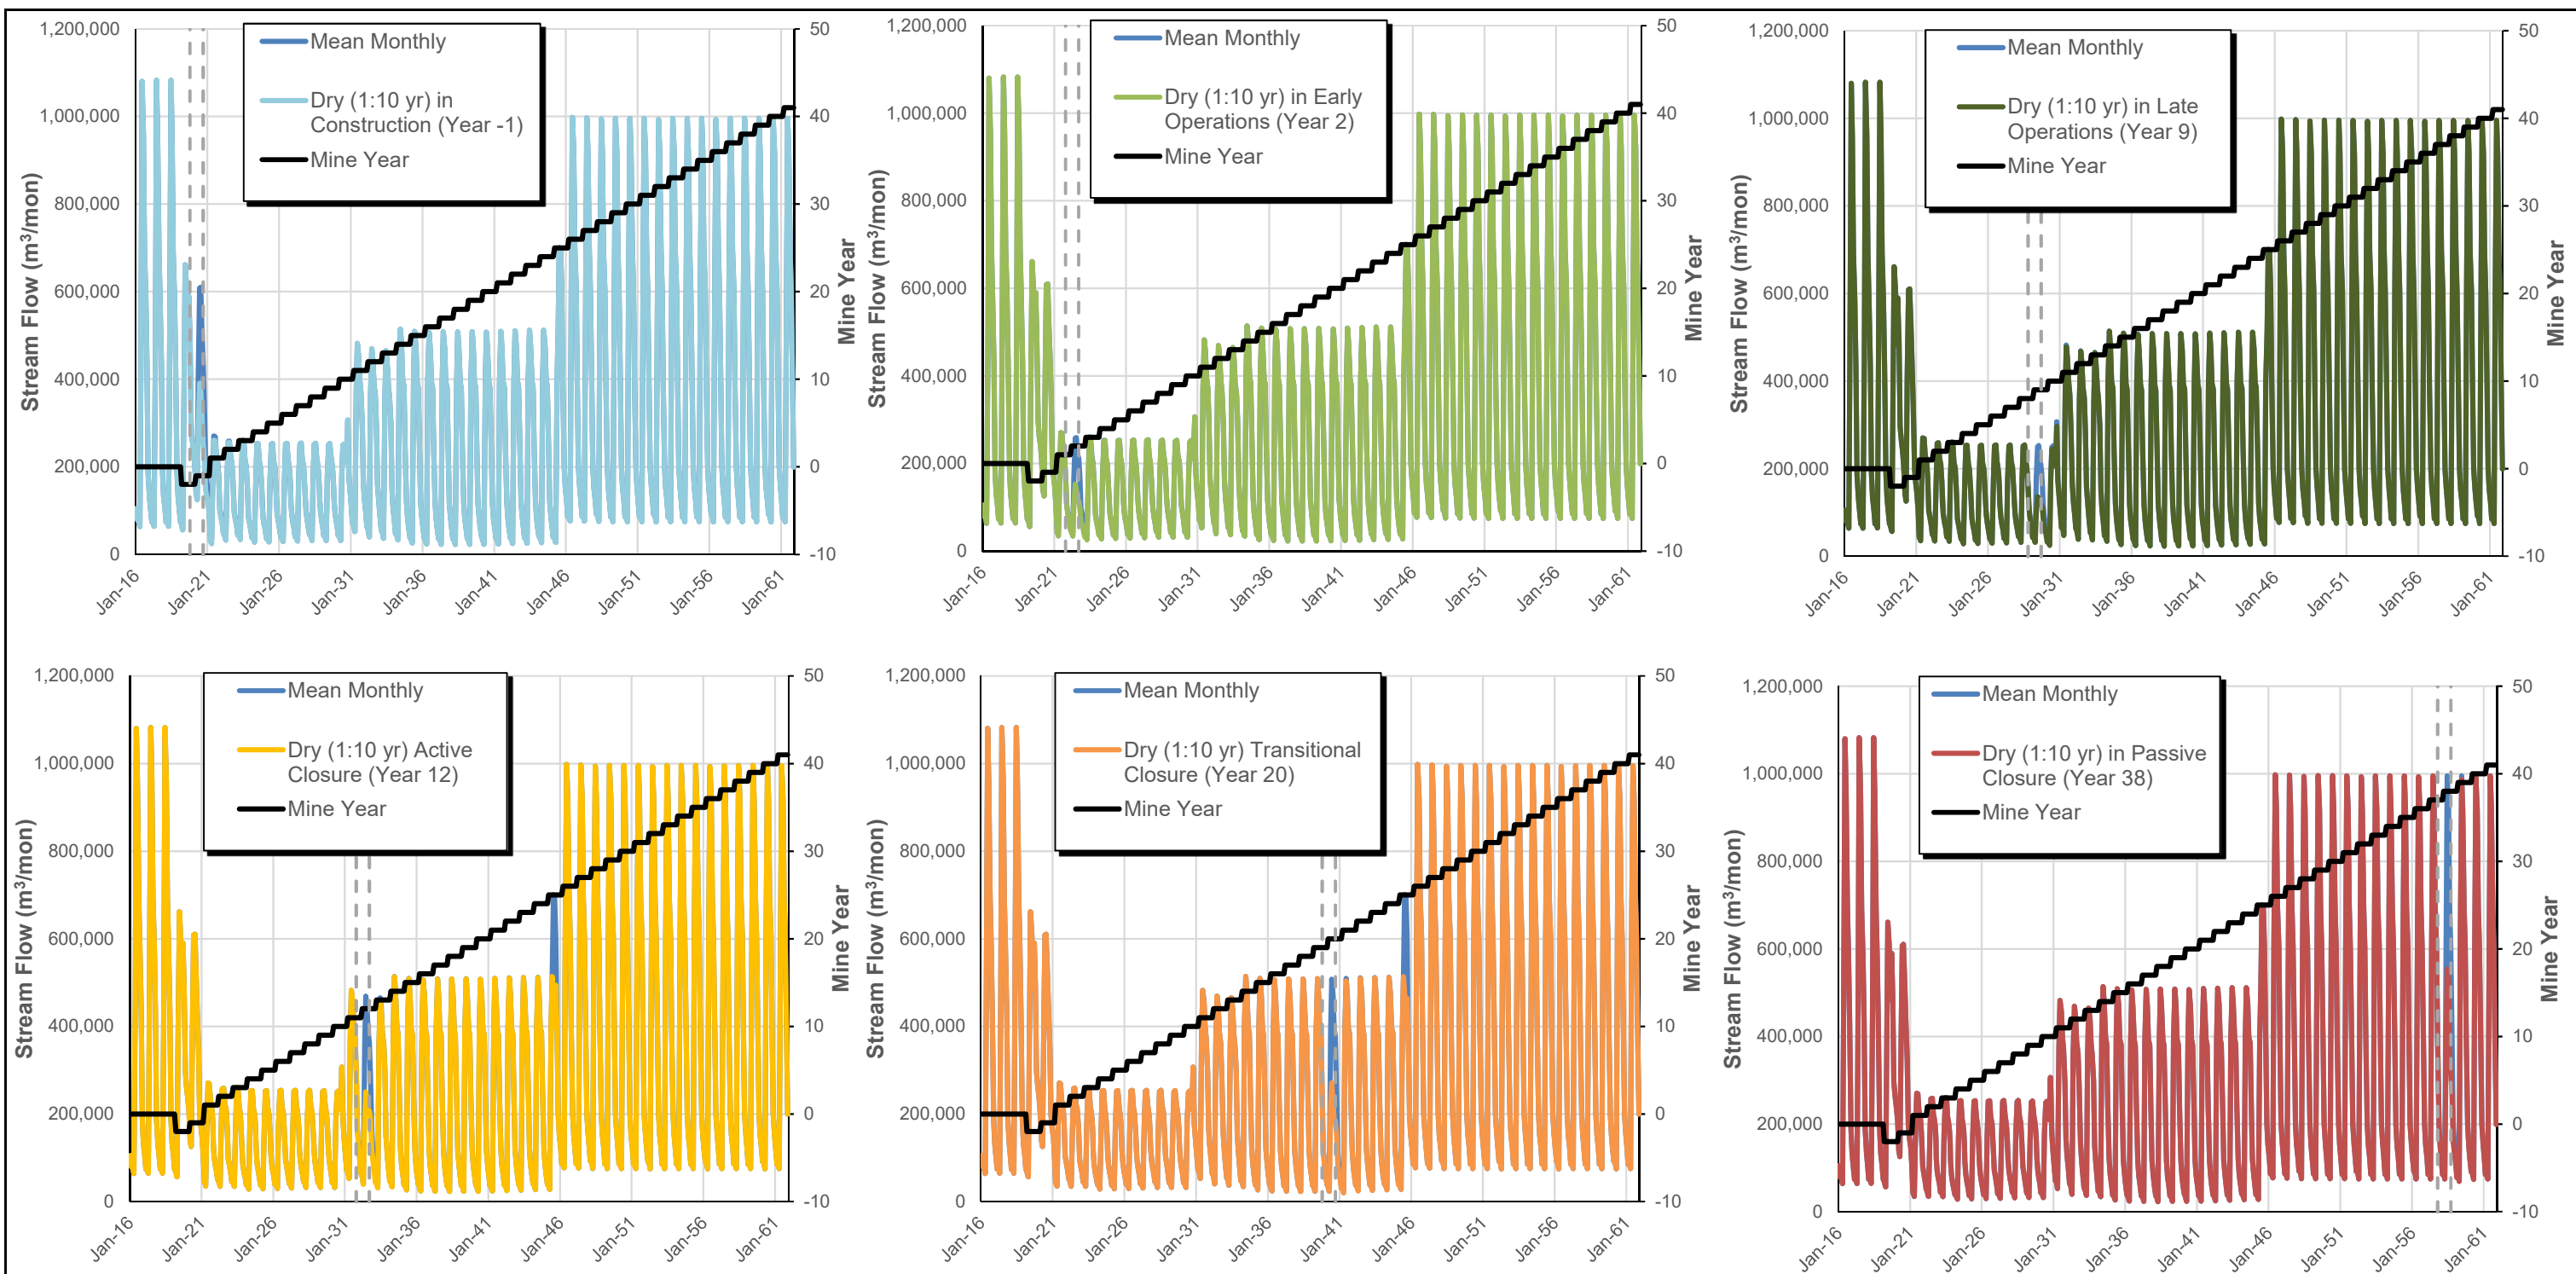 1,200,000
1,000,000
800,000
600,000
400,000
200,000
0
Stream Flow (m³/mon)
Mean Monthly
Dry (1:10 yr) in
Construction (Year -1)
Mine Year
50
40
30
20
10
0
-10
Mine Year
Jan-16
Jan-21
Jan-26
Jan-31
Jan-36
Jan-41
Jan-46
Jan-51
Jan-56
Jan-61
1,200,000
1,000,000
800,000
600,000
400,000
200,000
0
Stream Flow (m³/mon)
Mean Monthly
Dry (1:10 yr) in Early
Operations (Year 2)
Mine Year
50
40
30
20
10
0
-10
Mine Year
Jan-16
Jan-21
Jan-26
Jan-31
Jan-36
Jan-41
Jan-46
Jan-51
Jan-56
Jan-61
1,200,000
1,000,000
800,000
600,000
400,000
200,000
0
Stream Flow (m³/mon)
Mean Monthly
Dry (1:10 yr) in Late
Operations (Year 9)
Mine Year
50
40
30
20
10
0
-10
Mine Year
Jan-16
Jan-21
Jan-26
Jan-31
Jan-36
Jan-41
Jan-46
Jan-51
Jan-56
Jan-61
1,200,000
1,000,000
800,000
600,000
400,000
200,000
0
Stream Flow (m³/mon)
Mean Monthly
Dry (1:10 yr) Active
Closure (Year 12)
Mine Year
50
40
30
20
10
0
-10
Mine Year
Jan-16
Jan-21
Jan-26
Jan-31
Jan-36
Jan-41
Jan-46
Jan-51
Jan-56
Jan-61
1,200,000
1,000,000
800,000
600,000
400,000
200,000
0
Stream Flow (m³/mon)
Mean Monthly
Dry (1:10 yr) Transitional
Closure (Year 20)
Mine Year
50
40
30
20
10
0
-10
Mine Year
Jan-16
Jan-21
Jan-26
Jan-31
Jan-36
Jan-41
Jan-46
Jan-51
Jan-56
Jan-61
1,200,000
1,000,000
800,000
600,000
400,000
200,000
0
Stream Flow (m³/mon)
Mean Monthly
Dry (1:10 yr) in Passive
Closure (Year 38)
Mine Year
50
40
30
20
10
0
-10
Mine Year
Jan-16
Jan-21
Jan-26
Jan-31
Jan-36
Jan-41
Jan-46
Jan-51
Jan-56
Jan-61